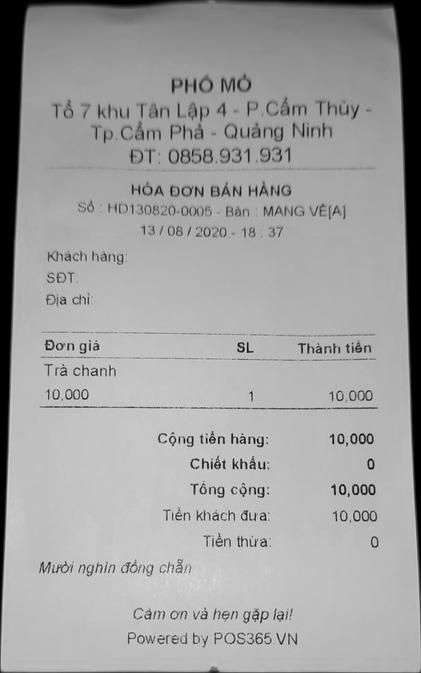 PHỐ MỎ
Tổ 7 khu Tân Lập 4 - P.Cẩm Thủy -
Tp.Cẩm Phả - Quảng Ninh
ĐT: 0858.931.931
HÓA ĐƠN BÁN HÀNG
Số : HD130820-0005 - Bàn : MANG VỀ[A]
13 / 08 / 2020 - 18 : 37
Khách hàng:
SĐT:
Địa chỉ:
Đơn giá SL Thành tiền
Trà chanh
10,000 1 10,000
Cộng tiền hàng: 10,000
Chiết khấu: 0
Tổng cộng: 10,000
Tiền khách đưa: 10,000
Tiền thừa: 0
Mười nghìn đồng chẵn
Cảm ơn và hẹn gặp lại!
Powered by POS365.VN